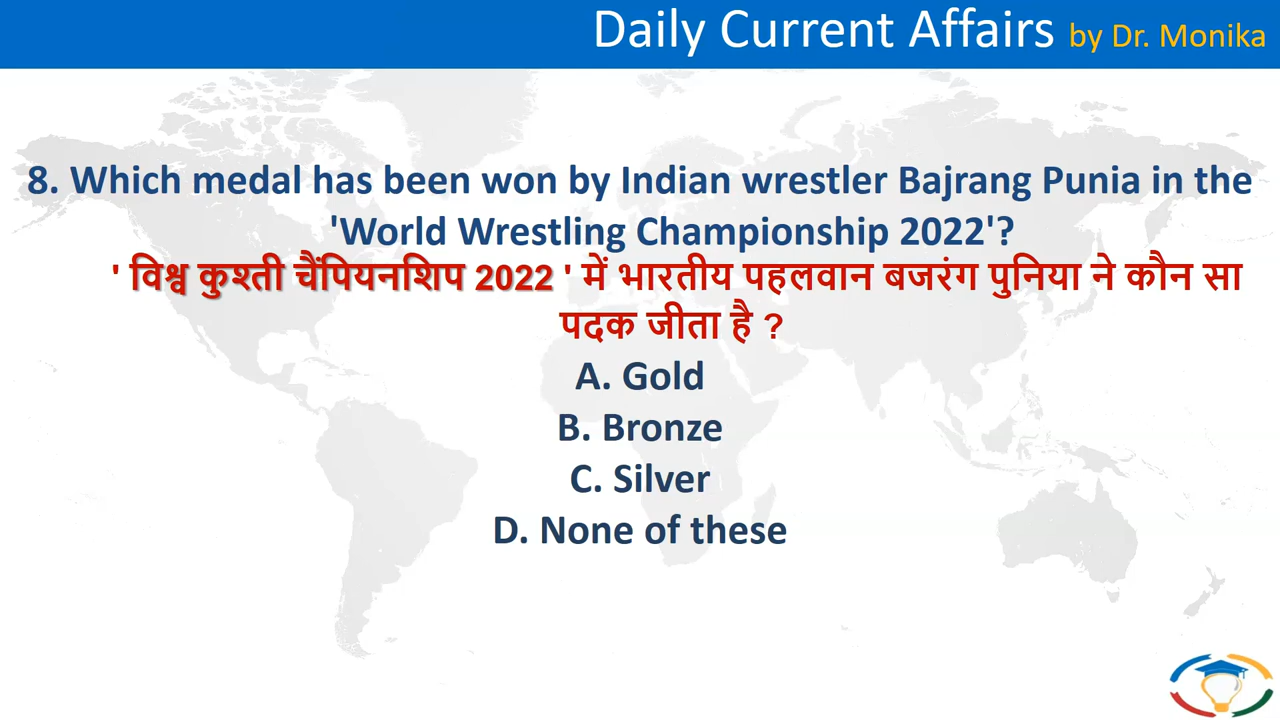 Daily Current Affairs by Dr. Monika
8. Which medal has been won by Indian wrestler Bajrang Punia in the
'World Wrestling Championship 2022'?
' विश्व कुश्ती चैंपियनशिप 2022 ' में भारतीय पहलवान बजरंग पुनिया ने कौन सा
पदक जीता है ?
A. Gold
B. Bronze
C. Silver
D. None of these